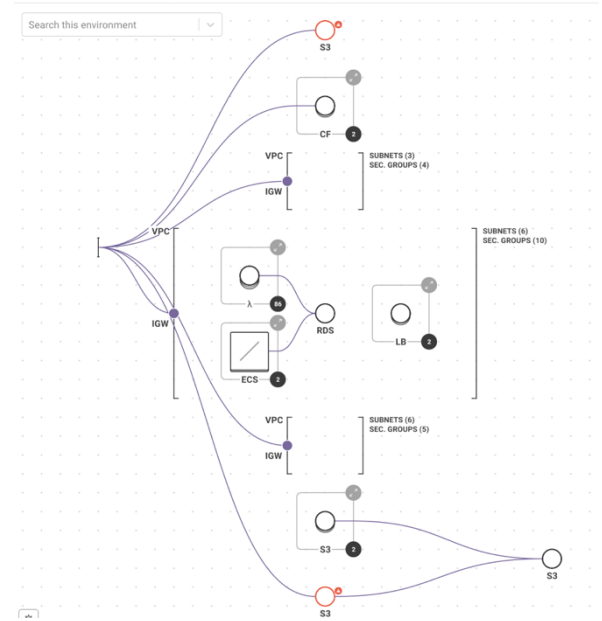 Search this environment
S3
CF
2
VPC
SUBNETS (3)
SEC. GROUPS (4)
IGW
VPC
SUBNETS (6)
SEC. GROUPS (10)
λ
86
IGW
RDS
LB
2
ECS
2
VPC
SUBNETS (6)
SEC. GROUPS (5)
IGW
S3
2
S3
S3